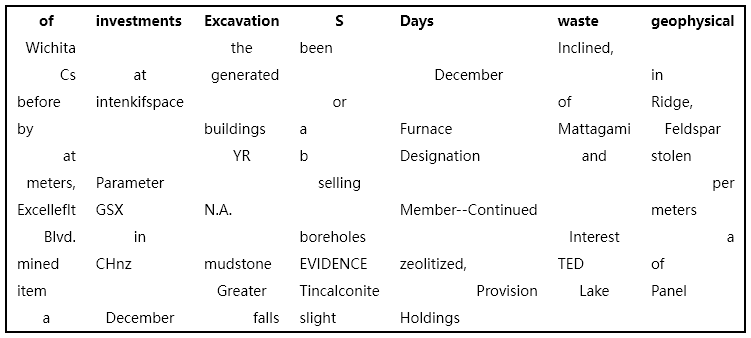 of investments Excavation S Days waste geophysical
Wichita the been Inclined,
Cs at generated December in
before intenkifspace or of Ridge,
by buildings a Furnace Mattagami Feldspar
at YR b Designation and stolen
meters, Parameter selling per
Excelleflt GSX N.A. Member--Continued meters
Blvd. in boreholes Interest a
mined CHnz mudstone EVIDENCE zeolitized, TED of
item Greater Tincalconite Provision Lake Panel
a December falls slight Holdings